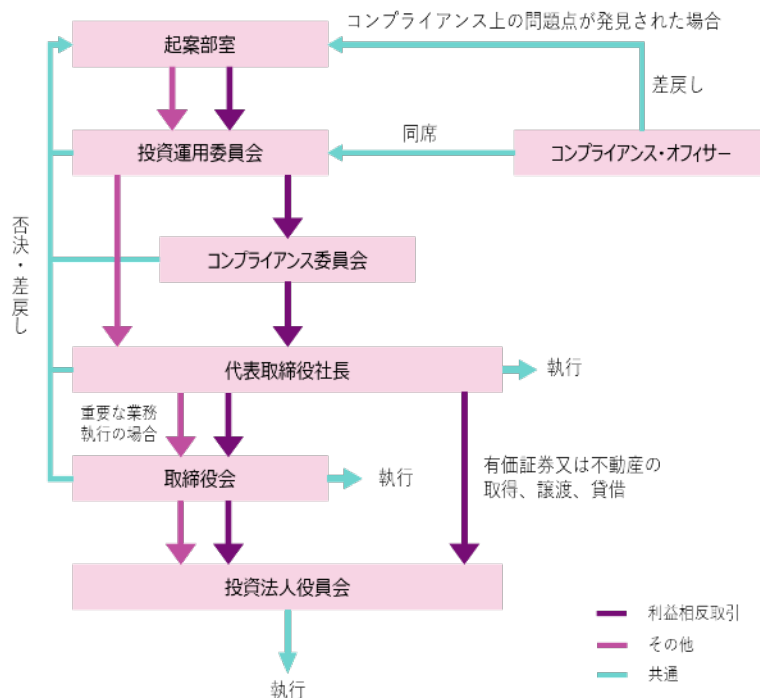 コンプライアンス上の問題点が発見された場合
起案部室
差戻し
投資運用委員会
同席
コンプライアンス・オフィサー
否決・差戻し
コンプライアンス委員会
代表取締役社長
執行
重要な業務
執行の場合
取締役会
執行
有価証券又は不動産の
取得、譲渡、貸借
投資法人役員会
執行
利益相反取引
その他
共通